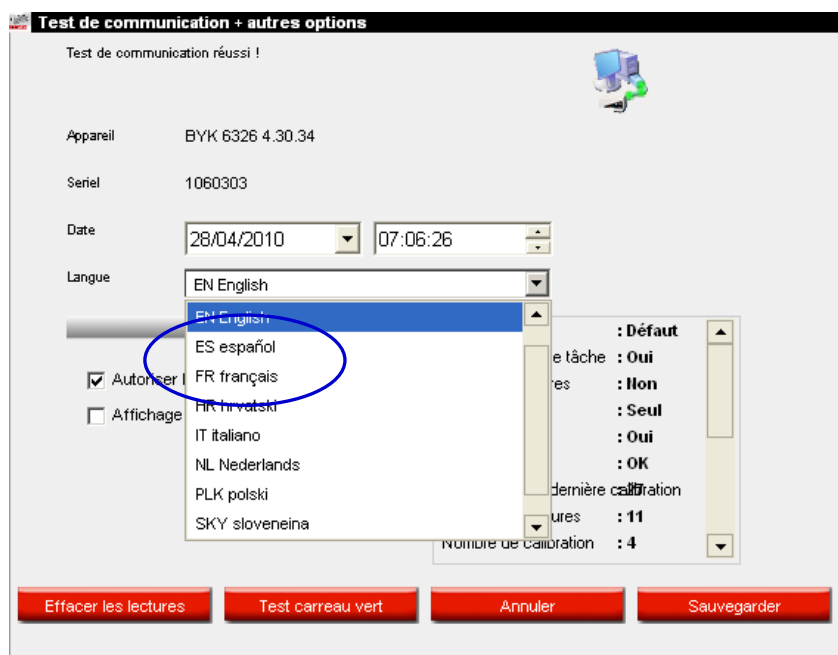 Test de communication + autres options
Test de communication réussi !
Appareil BYK 6326 4.30.34
Seriel 1060303
Date 28/04/2010 07:06:26
Langue EN English
EN English
ES español
FR français
HR hrvatski
IT italiano
NL Nederlands
PLK polski
SKY sloveneina
Autoriser
Affichage
: Défaut
e tâche : Oui
res : Non
: Seul
: Oui
: OK
dernière calibration
ures : 11
Nombre de calibration : 4
Effacer les lectures Test carreau vert Annuler Sauvegarder